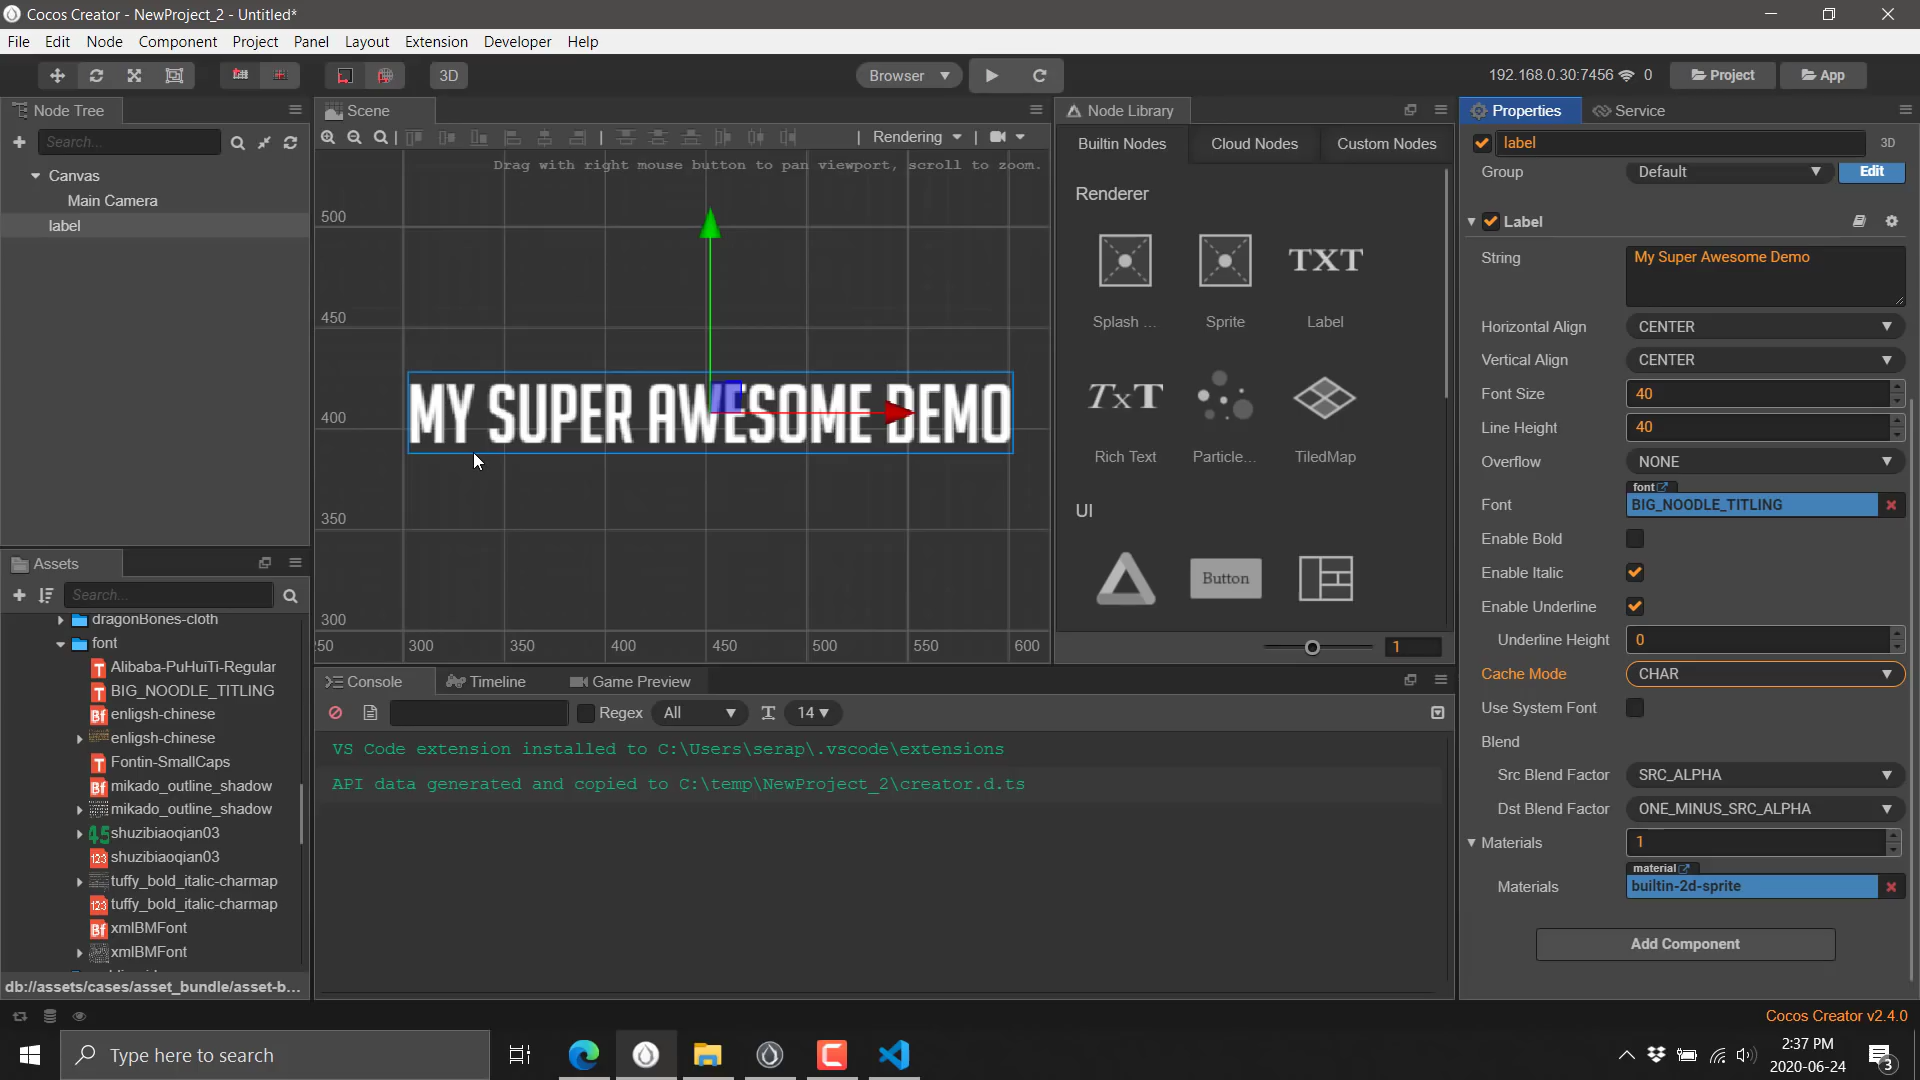 Cocos Creator - NewProject_2 - Untitled*
File Edit Node Component Project Panel Layout Extension Developer Help
3D
Browser
192.168.0.30:7456 0
Project
App
Node Tree
Search...
Canvas
Main Camera
label
Assets
Search...
dragonBones-cloth
font
Alibaba-PuHuiTi-Regular
BIG_NOODLE_TITLING
enligsh-chinese
enligsh-chinese
Fontin-SmallCaps
mikado_outline_shadow
mikado_outline_shadow
shuzibiaoqian03
shuzibiaoqian03
tuffy_bold_italic-charmap
tuffy_bold_italic-charmap
xmlBMFont
xmlBMFont
db://assets/cases/asset_bundle/asset-b...
Scene
Rendering
Drag with right mouse button to pan viewport, scroll to zoom.
500
450
400
350
300
MY SUPER AWESOME DEMO
50 300 350 400 450 500 550 600
Node Library
Builtin Nodes Cloud Nodes Custom Nodes
Renderer
TXT
Splash ... Sprite Label
TxT
Rich Text Particle... TiledMap
UI
Button
1
Console Timeline Game Preview
Regex All 14
VS Code extension installed to C:\Users\serap\.vscode\extensions
API data generated and copied to C:\temp\NewProject_2\creator.d.ts
Properties Service
label 3D
Group Default Edit
Label
String My Super Awesome Demo
Horizontal Align CENTER
Vertical Align CENTER
Font Size 40
Line Height 40
Overflow NONE
font
Font BIG_NOODLE_TITLING
Enable Bold
Enable Italic
Enable Underline
Underline Height 0
Cache Mode CHAR
Use System Font
Blend
Src Blend Factor SRC_ALPHA
Dst Blend Factor ONE_MINUS_SRC_ALPHA
Materials 1
material
Materials builtin-2d-sprite
Add Component
Cocos Creator v2.4.0
Type here to search
2:37 PM
2020-06-24
3